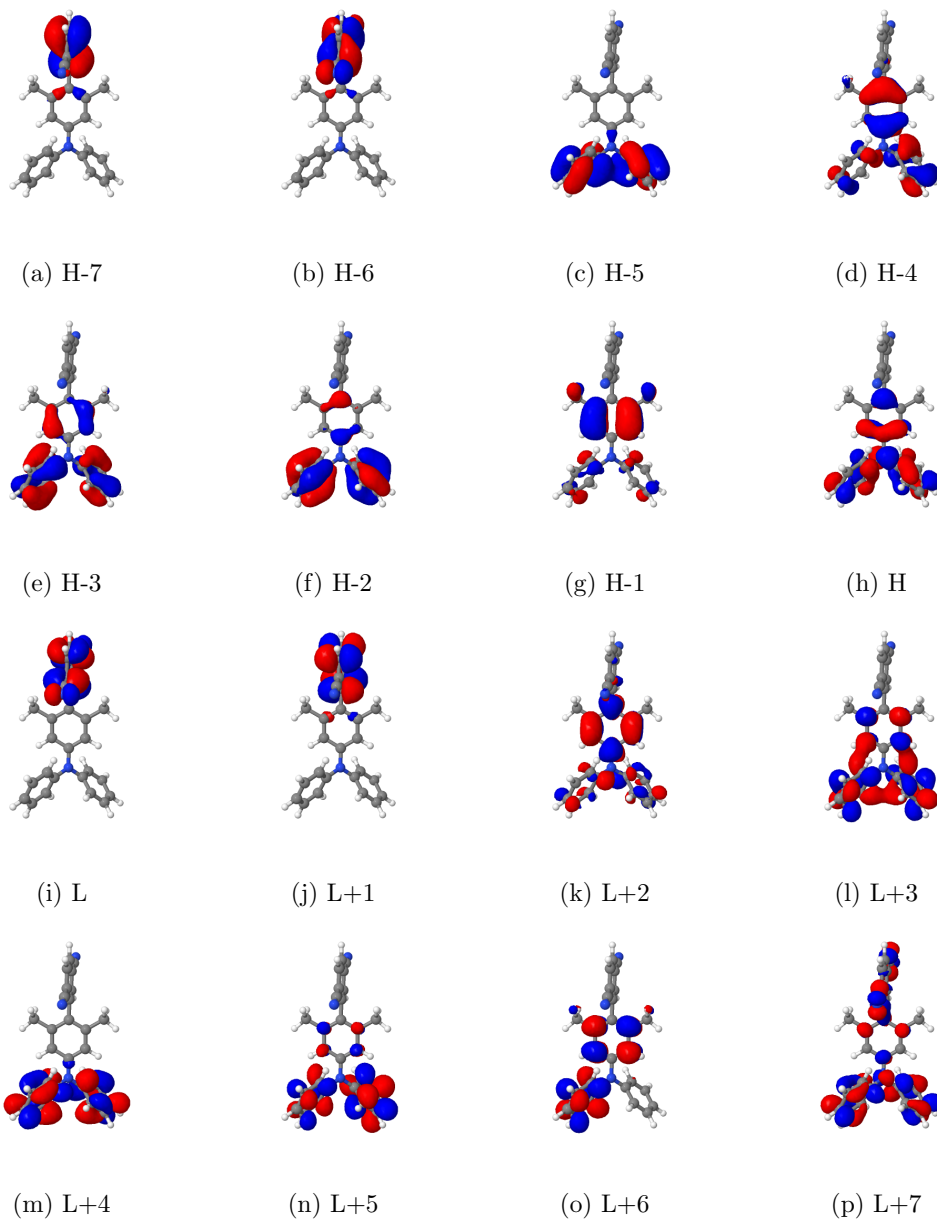 (a) H-7 (b) H-6 (c) H-5 (d) H-4
(e) H-3 (f) H-2 (g) H-1 (h) H
(i) L (j) L+1 (k) L+2 (l) L+3
(m) L+4 (n) L+5 (o) L+6 (p) L+7